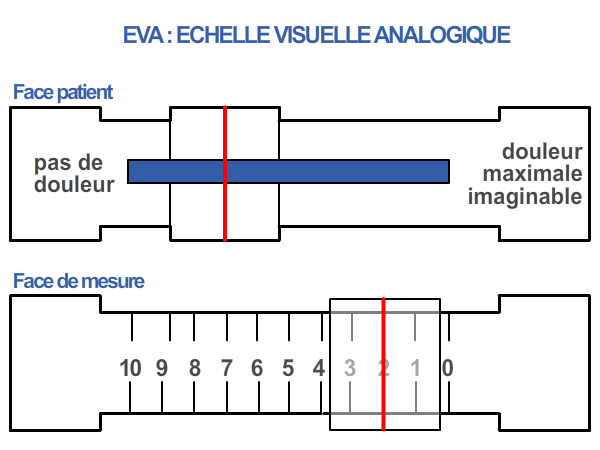 EVA : ECHELLE VISUELLE ANALOGIQUE
Face patient
pas de
douleur
douleur
maximale
imaginable
Face de mesure
10 9 8 7 6 5 4 3 2 1 0